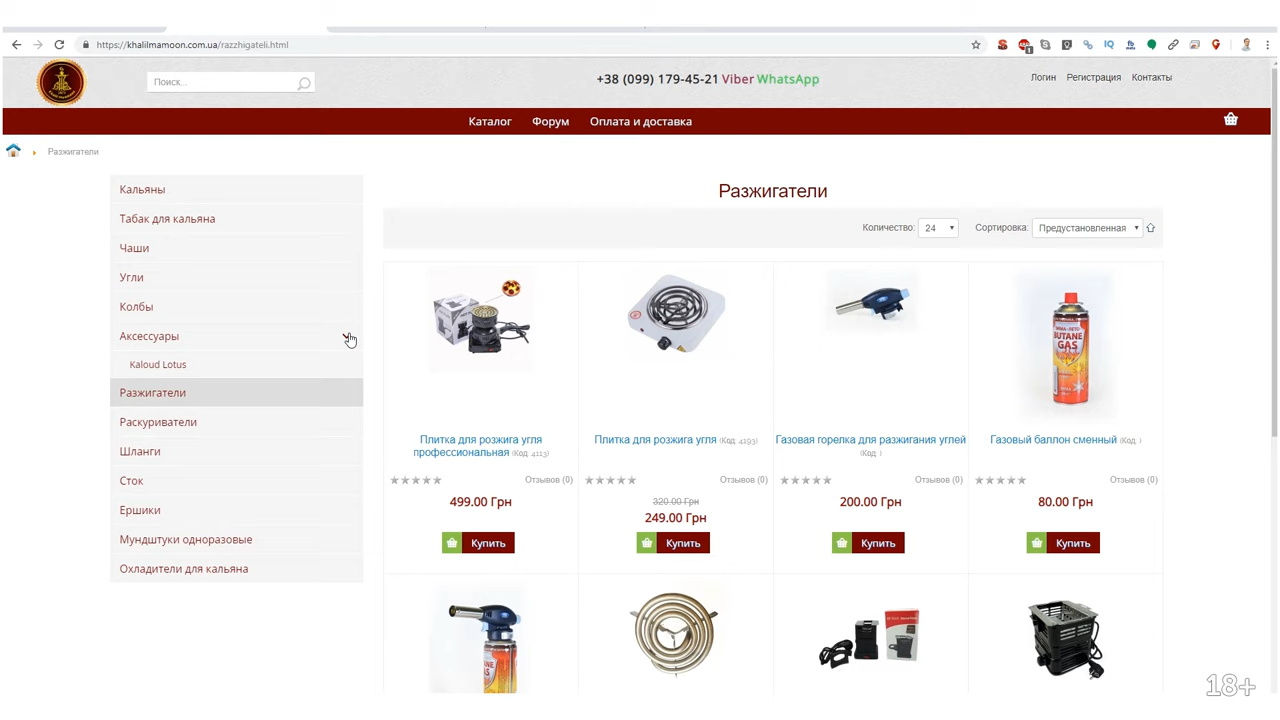 https://khalilmamoon.com.ua/razzhigateli.html
Поиск...
+38 (099) 179-45-21 Viber WhatsApp
Логин Регистрация Контакты
Каталог Форум Оплата и доставка
Разжигатели
Кальяны
Табак для кальяна
Чаши
Угли
Колбы
Аксессуары
Kaloud Lotus
Разжигатели
Раскуриватели
Шланги
Сток
Ершики
Мундштуки одноразовые
Охладители для кальяна
Разжигатели
Количество: 24 Сортировка: Предустановленная
Плитка для розжига угля
профессиональная (Код: 4113)
Отзывов (0)
499.00 Грн
Купить
Плитка для розжига угля (Код: 4193)
Отзывов (0)
320.00 Грн
249.00 Грн
Купить
Газовая горелка для разжигания углей
(Код: )
Отзывов (0)
200.00 Грн
Купить
BUTANE
GAS
Газовый баллон сменный (Код: )
Отзывов (0)
80.00 Грн
Купить
18+